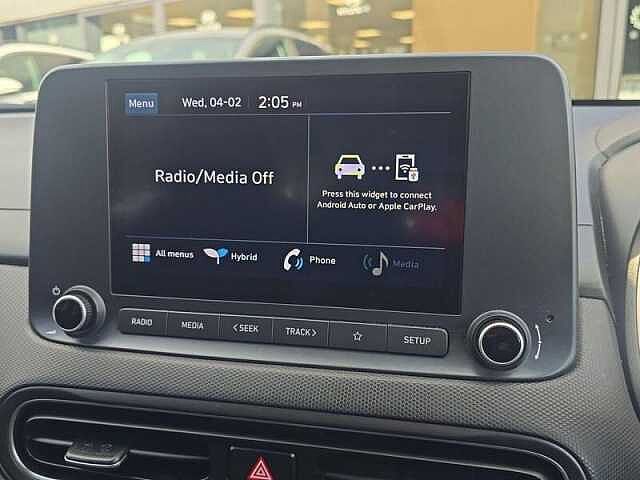 Menu
Wed, 04-02
2:05 PM
Radio/Media Off
Press this widget to connect
Android Auto or Apple CarPlay.
All menus
Hybrid
Phone
Media
RADIO
MEDIA
< SEEK
TRACK >
☆
SETUP